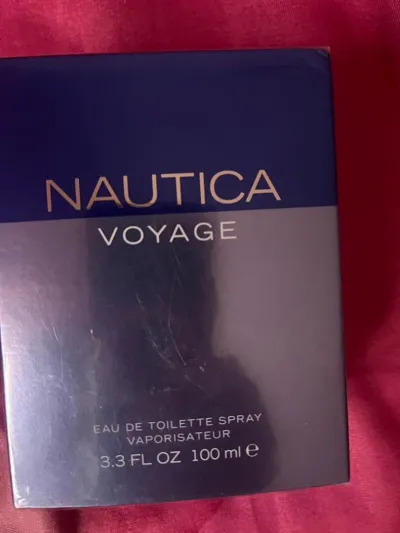 NAUTICA
VOYAGE
EAU DE TOILETTE SPRAY
VAPORISATEUR
3.3 FL OZ 100 ml ℮